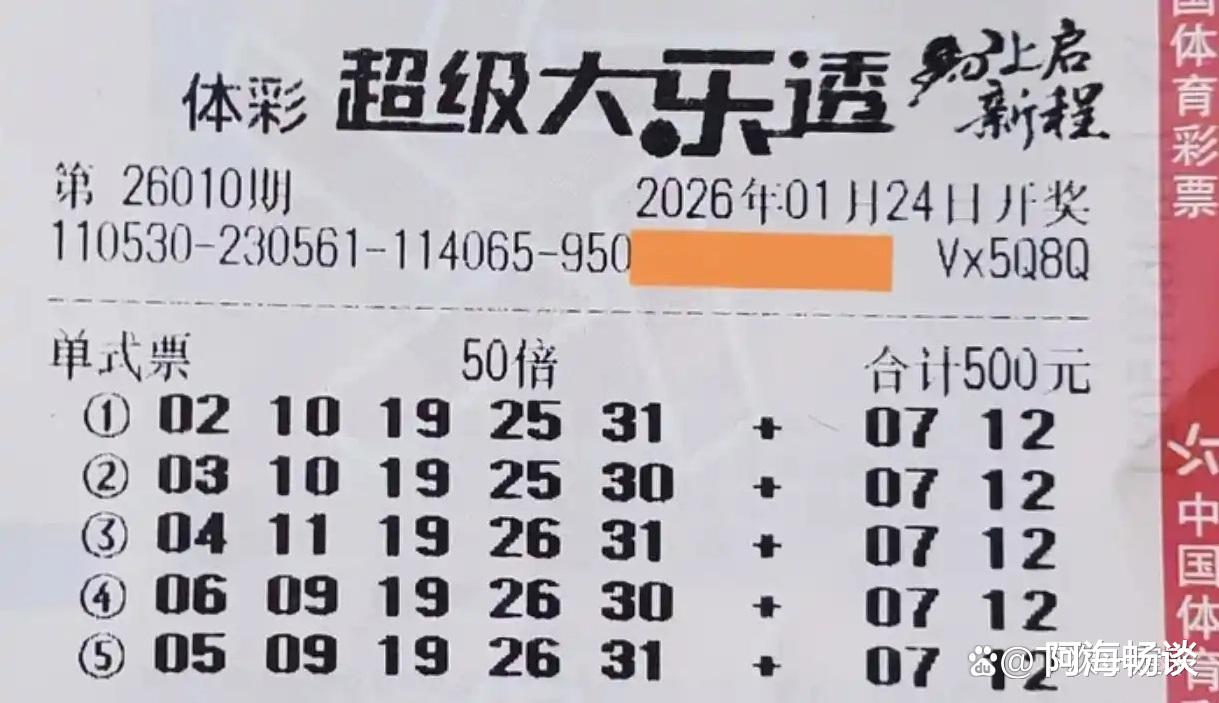 体彩 超级大乐透 马上启新程
第 26010期 2026年01月24日开奖
110530-230561-114065-950 Vx5Q8Q
单式票 50倍 合计500元
① 02 10 19 25 31 + 07 12
② 03 10 19 25 30 + 07 12
③ 04 11 19 26 31 + 07 12
④ 06 09 19 26 30 + 07 12
⑤ 05 09 19 26 31 + 07 12
国体育彩票
中国体育
@阿海畅谈